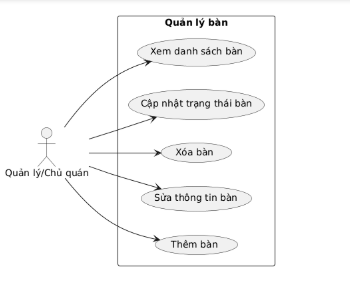 Quản lý bàn
Xem danh sách bàn
Cập nhật trạng thái bàn
Xóa bàn
Quản lý/Chủ quán
Sửa thông tin bàn
Thêm bàn